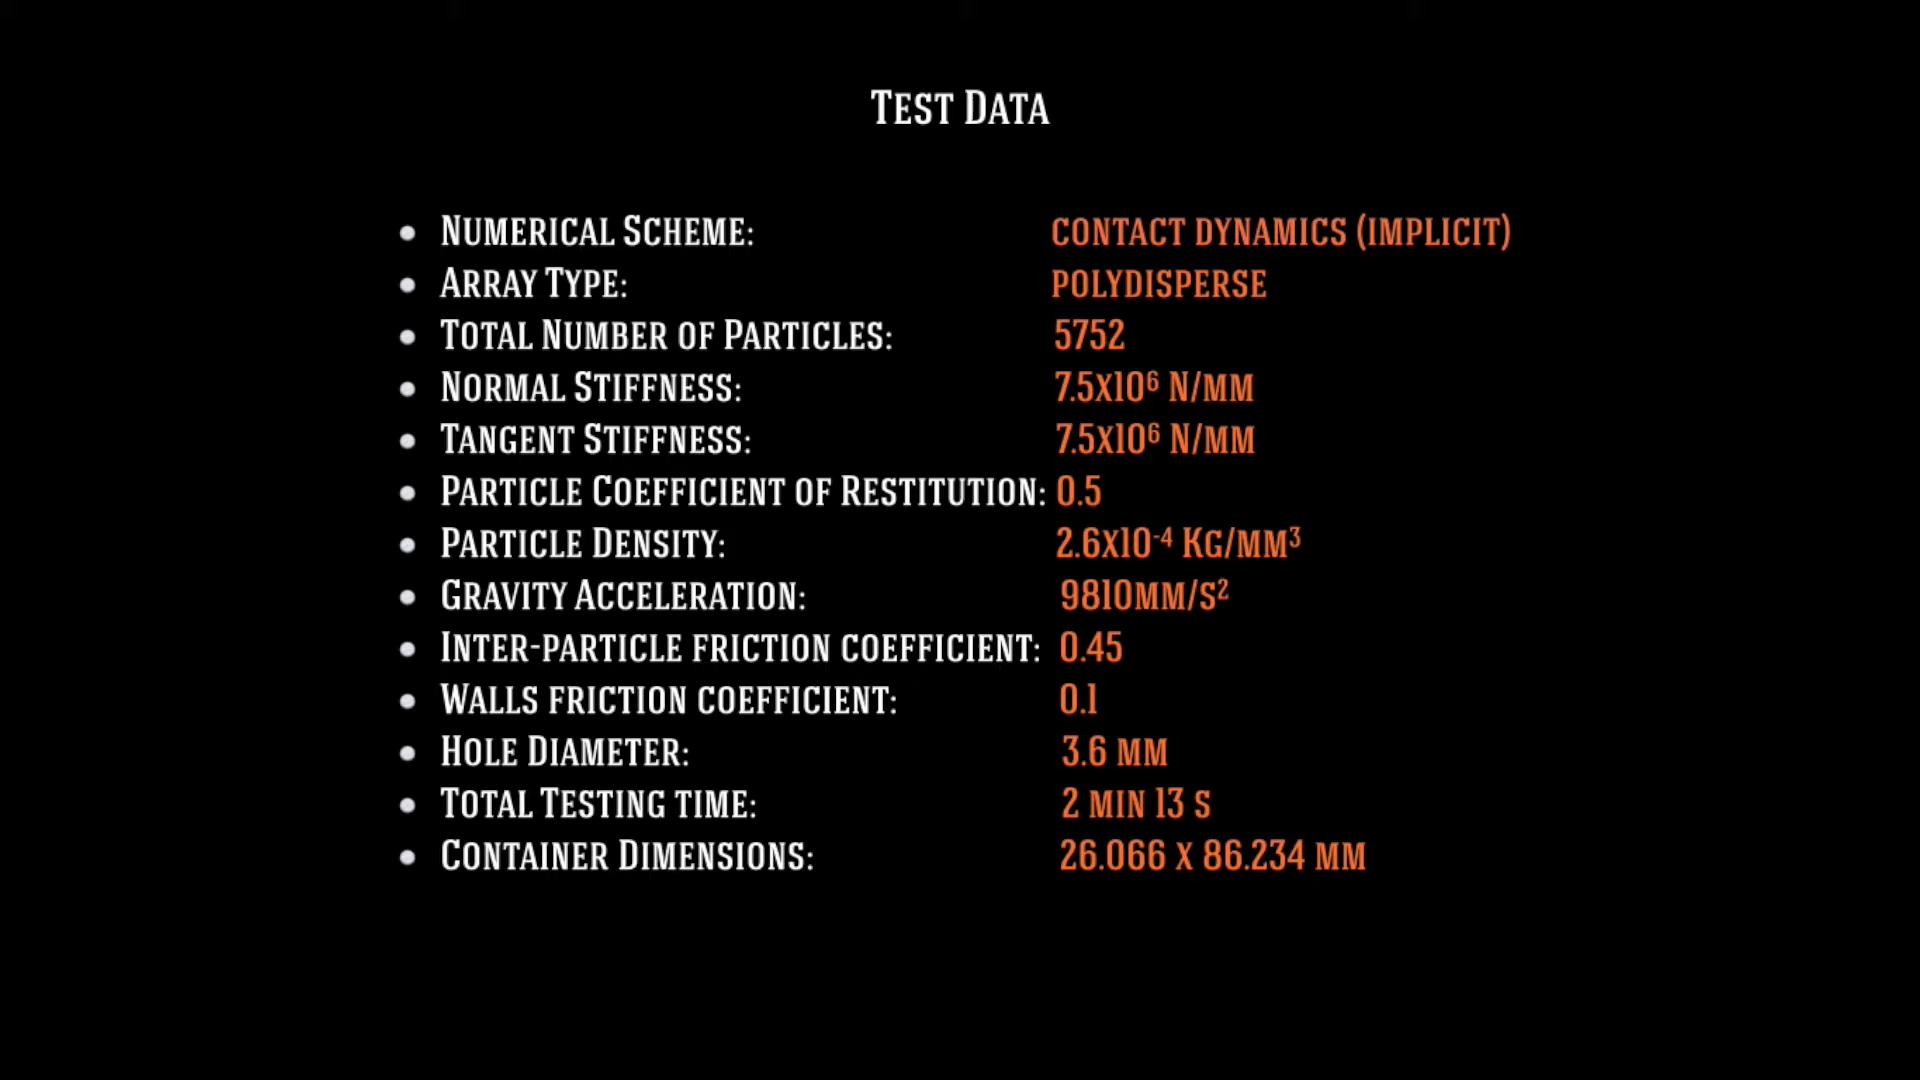 Test Data
• Numerical Scheme: contact dynamics (implicit)
• Array Type: polydisperse
• Total Number of Particles: 5752
• Normal Stiffness: 7.5x10⁶ N/mm
• Tangent Stiffness: 7.5x10⁶ N/mm
• Particle Coefficient of Restitution: 0.5
• Particle Density: 2.6x10⁻⁴ Kg/mm³
• Gravity Acceleration: 9810mm/s²
• Inter-particle friction coefficient: 0.45
• Walls friction coefficient: 0.1
• Hole Diameter: 3.6 mm
• Total Testing time: 2 min 13 s
• Container Dimensions: 26.066 x 86.234 mm